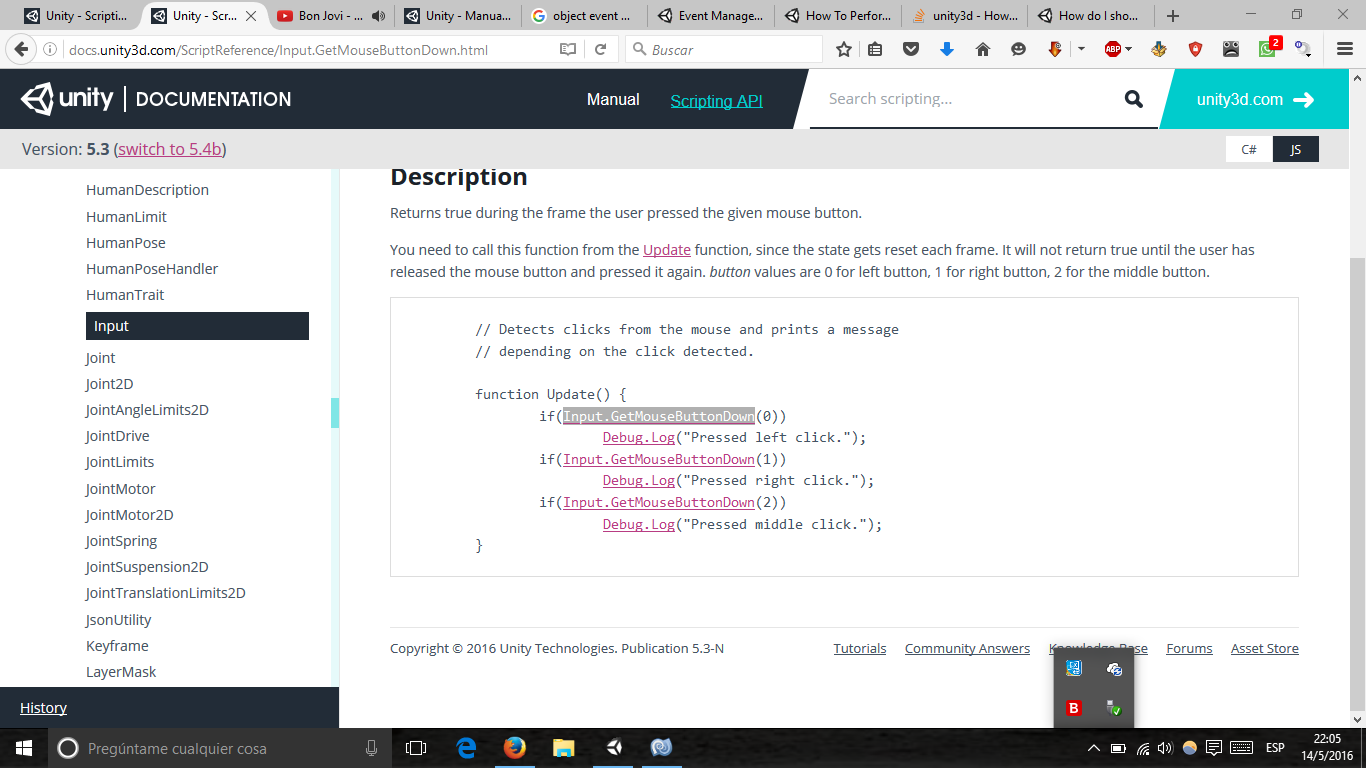 Unity - Scripti...
Unity - Scr...
Bon Jovi - ...
Unity - Manua...
object event ...
Event Manage...
How To Perfor...
unity3d - How...
How do I sho...
docs.unity3d.com/ScriptReference/Input.GetMouseButtonDown.html
Buscar
ABP
2
unity | DOCUMENTATION
Manual
Scripting API
Search scripting...
unity3d.com
Version: 5.3 (switch to 5.4b)
C#
JS
HumanDescription
HumanLimit
HumanPose
HumanPoseHandler
HumanTrait
Input
Joint
Joint2D
JointAngleLimits2D
JointDrive
JointLimits
JointMotor
JointMotor2D
JointSpring
JointSuspension2D
JointTranslationLimits2D
JsonUtility
Keyframe
LayerMask
History
Description
Returns true during the frame the user pressed the given mouse button.
You need to call this function from the Update function, since the state gets reset each frame. It will not return true until the user has
released the mouse button and pressed it again. button values are 0 for left button, 1 for right button, 2 for the middle button.
// Detects clicks from the mouse and prints a message
// depending on the click detected.
function Update() {
if(Input.GetMouseButtonDown(0))
Debug.Log("Pressed left click.");
if(Input.GetMouseButtonDown(1))
Debug.Log("Pressed right click.");
if(Input.GetMouseButtonDown(2))
Debug.Log("Pressed middle click.");
}
Copyright © 2016 Unity Technologies. Publication 5.3-N
Tutorials
Community Answers
Knowledge Base
Forums
Asset Store
B
Pregúntame cualquier cosa
ESP
22:05
14/5/2016